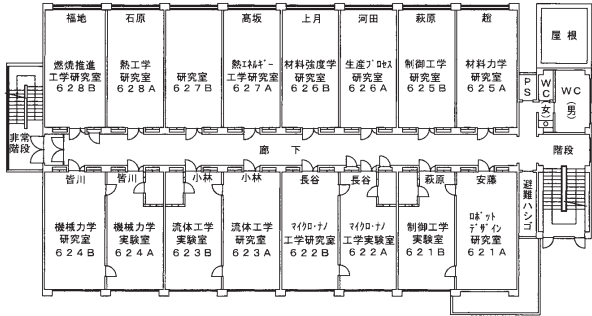 福地
燃焼推進
工学研究室
628B
石原
熱工学
研究室
628A
研究室
627B
高坂
熱エネルギー
工学研究室
627A
上月
材料強度学
研究室
626B
河田
生産プロセス
研究室
626A
萩原
制御工学
研究室
625B
趙
材料力学
研究室
625A
屋根
PS
WC
(女)
WC
(男)
非常
階段
廊下
階段
皆川
機械力学
研究室
624B
皆川
機械力学
実験室
624A
小林
流体工学
実験室
623B
小林
流体工学
研究室
623A
長谷
マイクロ・ナノ
工学研究室
622B
長谷
マイクロ・ナノ
工学実験室
622A
萩原
制御工学
実験室
621B
安藤
ロボット
デザイン
研究室
621A
避難ハシゴ